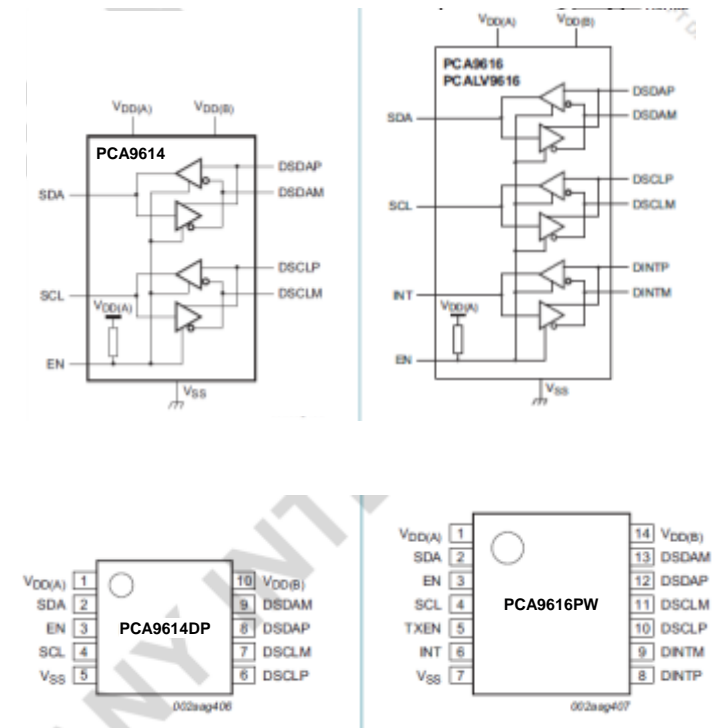 VDD(A) VDD(B)
PCA9614
SDA
DSDAP
DSDAM
SCL
DSCLP
DSCLM
VDD(A)
EN
VSS
VDD(A) VDD(B)
PCA9616
PCALV9616
SDA
DSDAP
DSDAM
SCL
DSCLP
DSCLM
INT
DINTP
DINTM
VDD(A)
EN
VSS
VDD(A) 1 10 VDD(B)
SDA 2 9 DSDAM
EN 3 PCA9614DP 8 DSDAP
SCL 4 7 DSCLM
VSS 5 6 DSCLP
002aag406
VDD(A) 1 14 VDD(B)
SDA 2 13 DSDAM
EN 3 12 DSDAP
SCL 4 PCA9616PW 11 DSCLM
TXEN 5 10 DSCLP
INT 6 9 DINTM
VSS 7 8 DINTP
002aag407